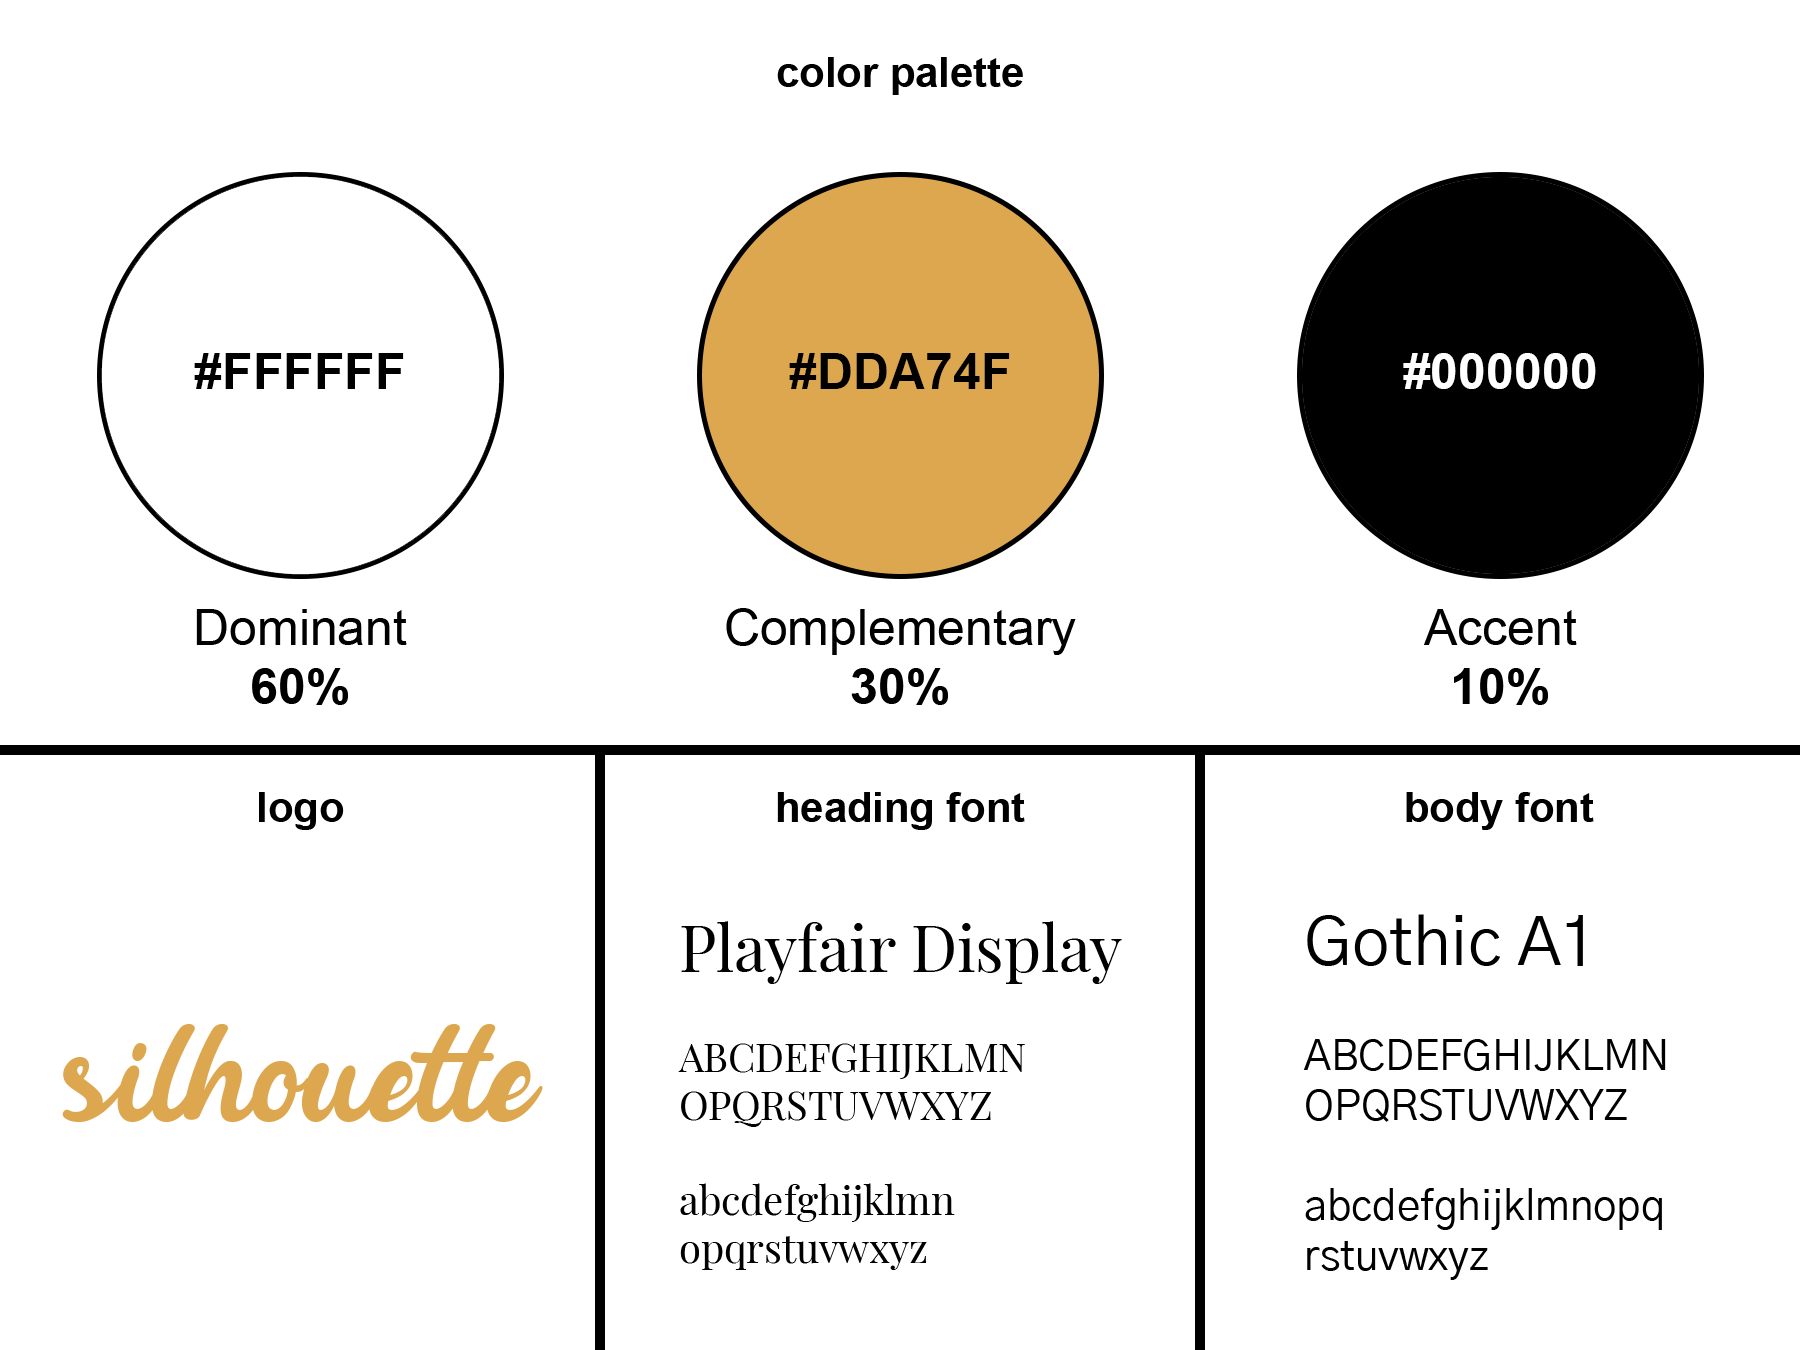 color palette
#FFFFFF
#DDA74F
#000000
Dominant
60%
Complementary
30%
Accent
10%
logo
silhouette
heading font
Playfair Display
ABCDEFGHIJKLMN
OPQRSTUVWXYZ
abcdefghijklmn
opqrstuvwxyz
body font
Gothic A1
ABCDEFGHIJKLMN
OPQRSTUVWXYZ
abcdefghijklmnopq
rstuvwxyz